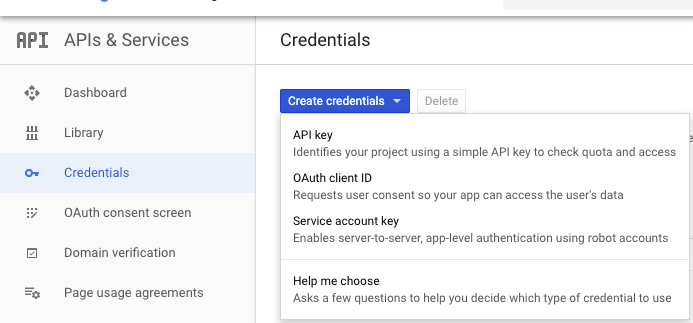 API APIs & Services
Credentials
Dashboard
Library
Credentials
OAuth consent screen
Domain verification
Page usage agreements
Create credentials
Delete
API key
Identifies your project using a simple API key to check quota and access
OAuth client ID
Requests user consent so your app can access the user's data
Service account key
Enables server-to-server, app-level authentication using robot accounts
Help me choose
Asks a few questions to help you decide which type of credential to use